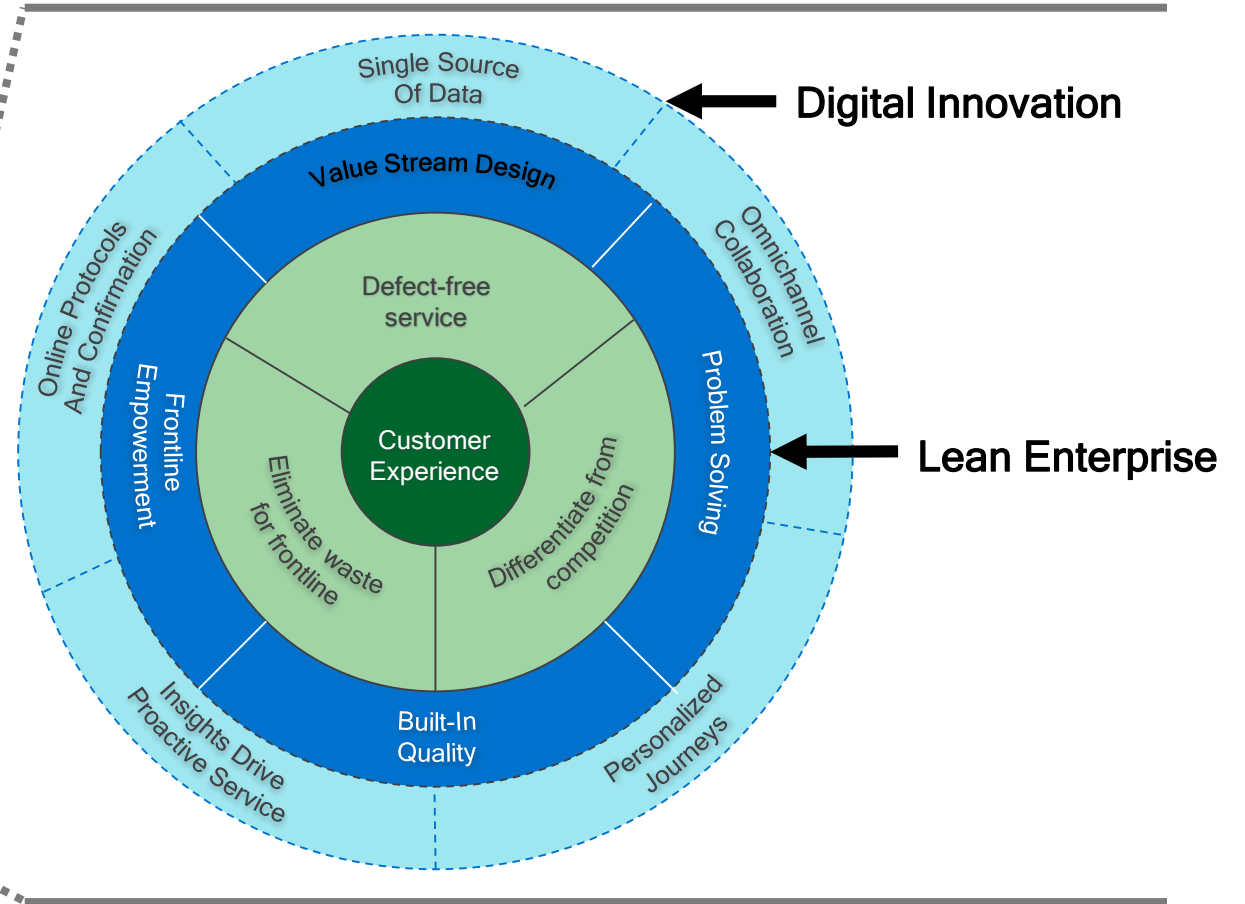 Single Source
Of Data
Digital Innovation
Value Stream Design
Omnichannel
Collaboration
Online Protocols
And Confirmation
Defect-free
service
Frontline
Empowerment
Problem Solving
Customer
Experience
Lean Enterprise
Eliminate waste
for frontline
Differentiate from
competition
Insights Drive
Proactive Service
Built-In
Quality
Personalized
Journeys